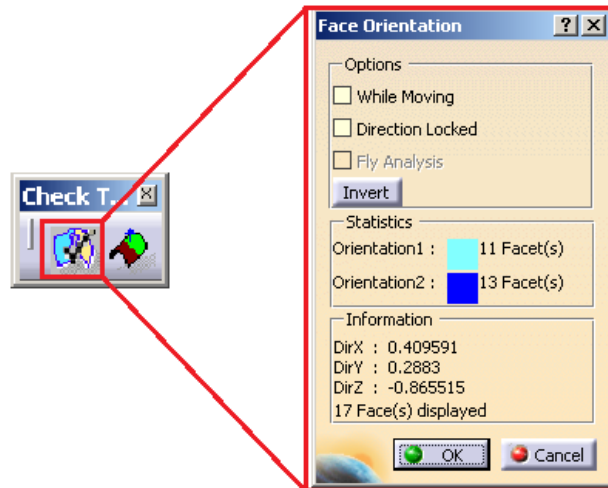 Face Orientation
Options
While Moving
Direction Locked
Fly Analysis
Invert
Check T...
Statistics
Orientation1 : 11 Facet(s)
Orientation2 : 13 Facet(s)
Information
DirX : 0.409591
DirY : 0.2883
DirZ : -0.865515
17 Face(s) displayed
OK Cancel